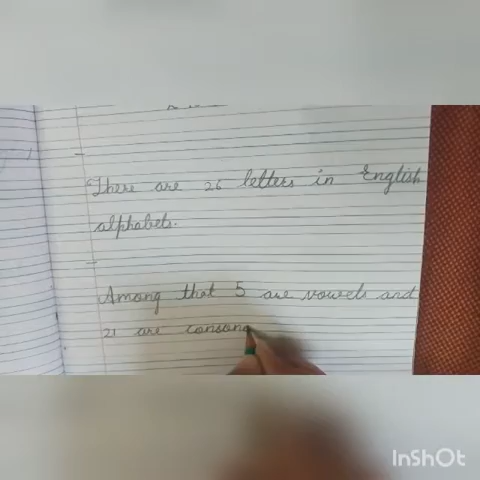 There are 26 letters in English
alphabets.
Among that 5 are vowels and
21 are consona
InShOt